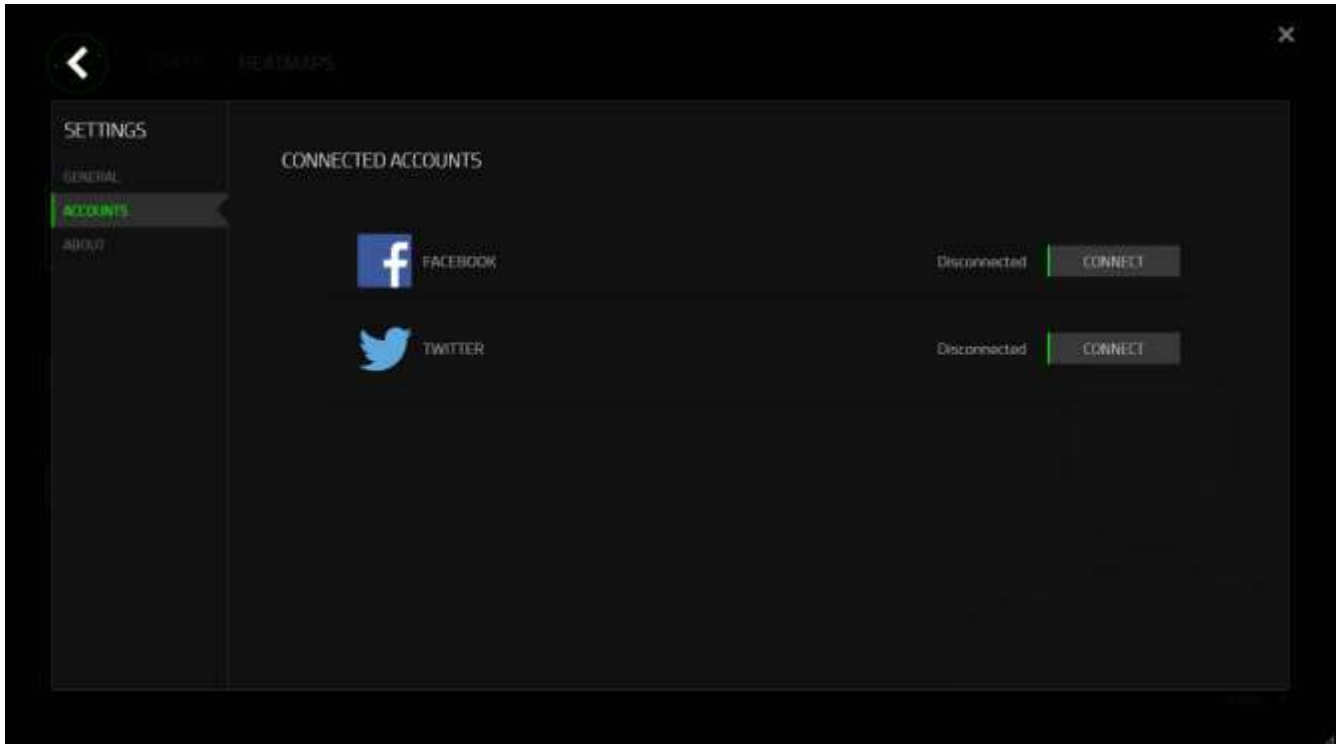 HEATMAPS
SETTINGS
GENERAL
ACCOUNTS
ABOUT
CONNECTED ACCOUNTS
FACEBOOK Disconnected CONNECT
TWITTER Disconnected CONNECT